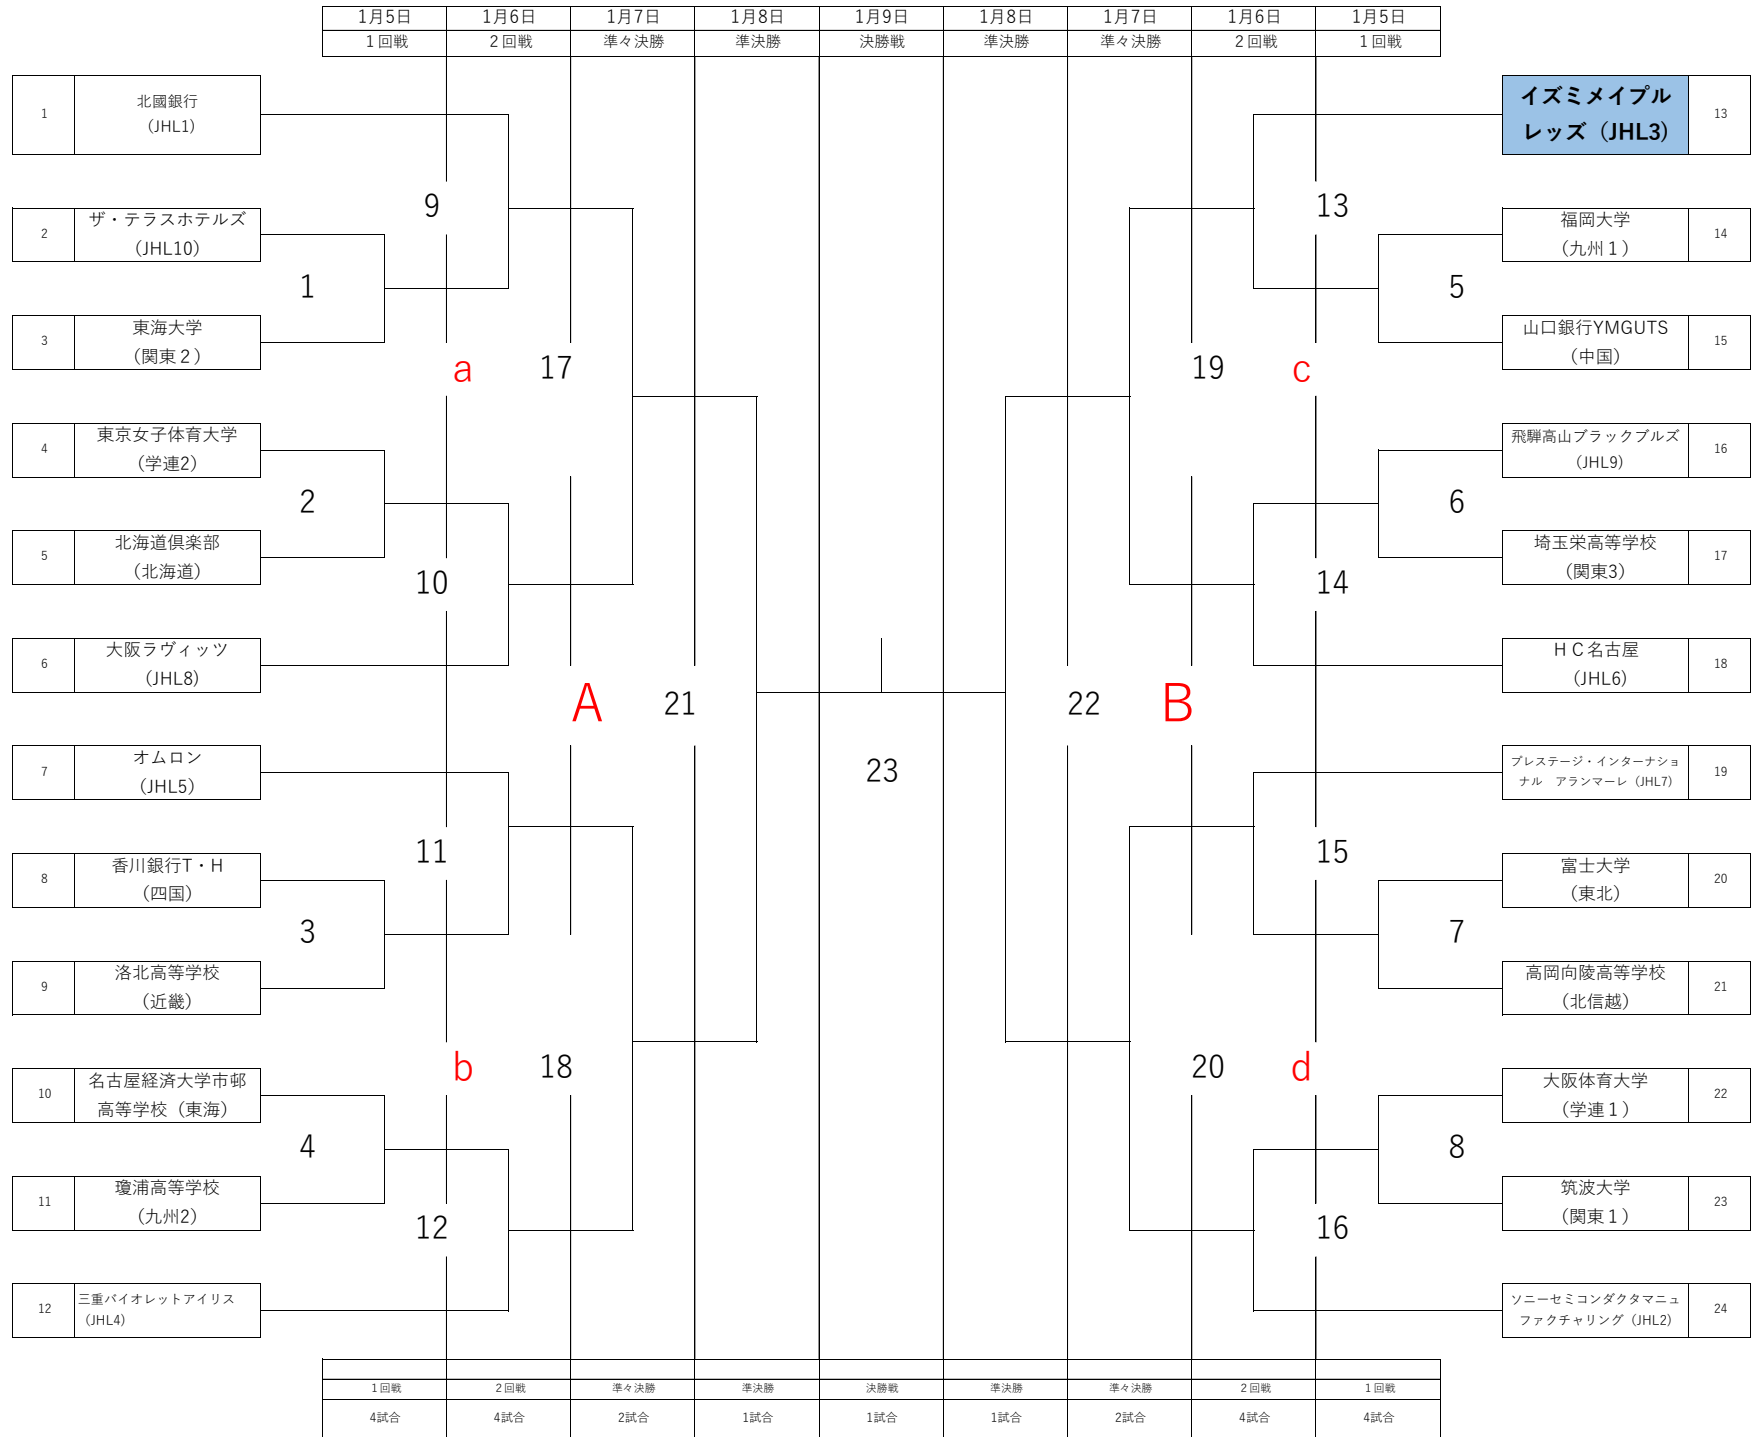 1月5日 1月6日 1月7日 1月8日 1月9日 1月8日 1月7日 1月6日 1月5日
１回戦 ２回戦 準々決勝 準決勝 決勝戦 準決勝 準々決勝 ２回戦 １回戦
1 北國銀行
（JHL1）
イズミメイプル 13
レッズ（JHL3）
9
13
2 ザ・テラスホテルズ
（JHL10）
福岡大学 14
（九州１）
1
5
3 東海大学
（関東２）
山口銀行YMGUTS 15
（中国）
a 17
19 c
4 東京女子体育大学
（学連2）
飛騨高山ブラックブルズ 16
（JHL9）
2
6
5 北海道倶楽部
（北海道）
埼玉栄高等学校 17
（関東3）
10
14
6 大阪ラヴィッツ
（JHL8）
ＨＣ名古屋 18
（JHL6）
A 21
22 B
7 オムロン
（JHL5）
プレステージ・インターナショ 19
ナル　アランマーレ（JHL7）
23
11
15
8 香川銀行T・H
（四国）
富士大学 20
（東北）
3
7
9 洛北高等学校
（近畿）
高岡向陵高等学校 21
（北信越）
b 18
20 d
10 名古屋経済大学市邨
高等学校（東海）
大阪体育大学 22
（学連１）
4
8
11 瓊浦高等学校
（九州2）
筑波大学 23
（関東１）
12
16
12 三重バイオレットアイリス
（JHL4）
ソニーセミコンダクタマニュ 24
ファクチャリング（JHL2）
１回戦 ２回戦 準々決勝 準決勝 決勝戦 準決勝 準々決勝 ２回戦 １回戦
4試合 4試合 2試合 1試合 1試合 1試合 2試合 4試合 4試合